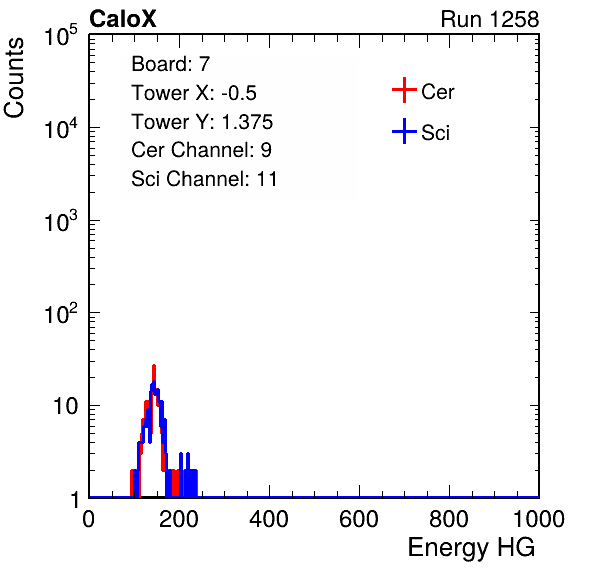 CaloX
Run 1258
Counts
10^5
10^4
10^3
10^2
10
1
Board: 7
Tower X: -0.5
Tower Y: 1.375
Cer Channel: 9
Sci Channel: 11
Cer
Sci
0 200 400 600 800 1000
Energy HG